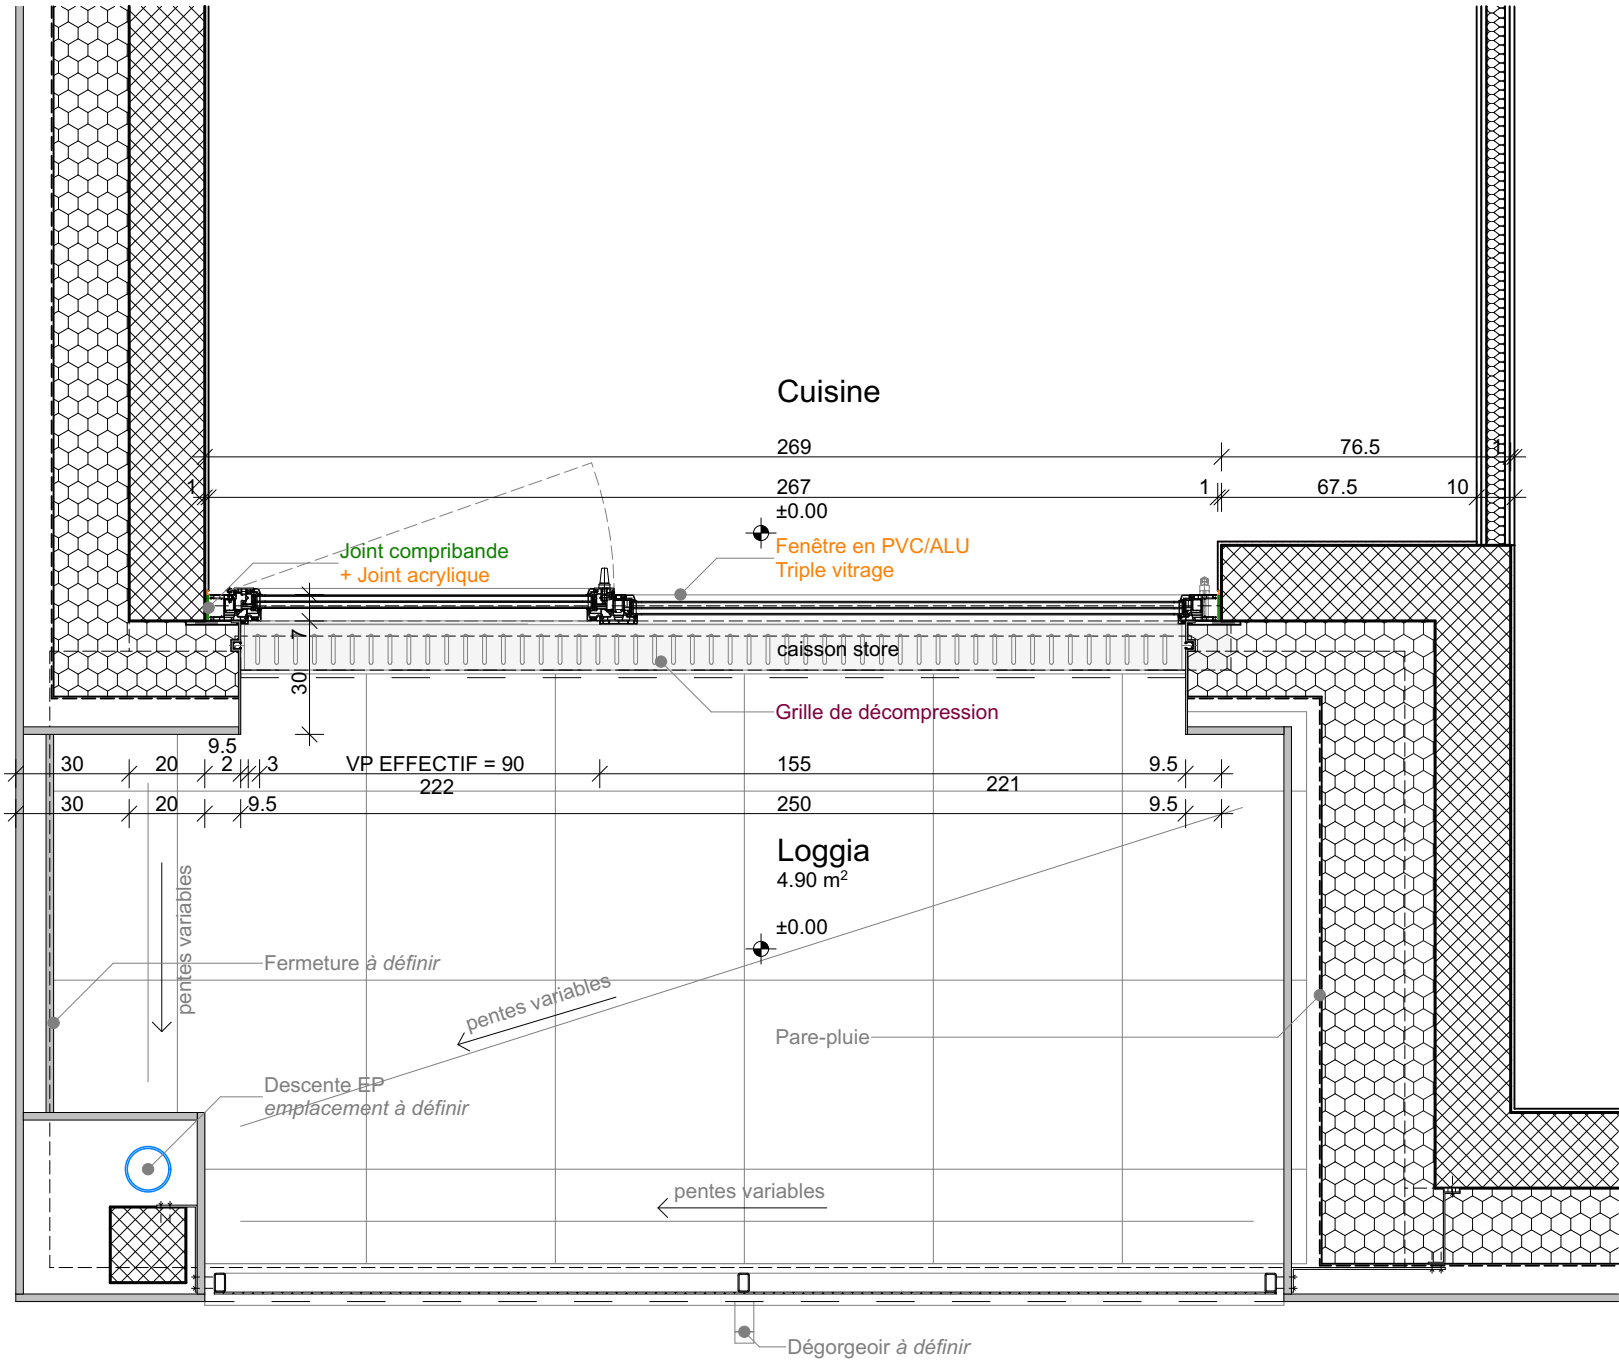 Cuisine
269
76.5
1
1
267
1
67.5
10
±0.00
Joint compribande
+ Joint acrylique
Fenêtre en PVC/ALU
Triple vitrage
7
caisson store
30
Grille de décompression
9.5
30
20
2
3
VP EFFECTIF = 90
155
9.5
222
221
30
20
9.5
250
9.5
Loggia
4.90 m²
±0.00
pentes variables
Fermeture à définir
pentes variables
Pare-pluie
Descente EP
emplacement à définir
pentes variables
Dégorgeoir à définir